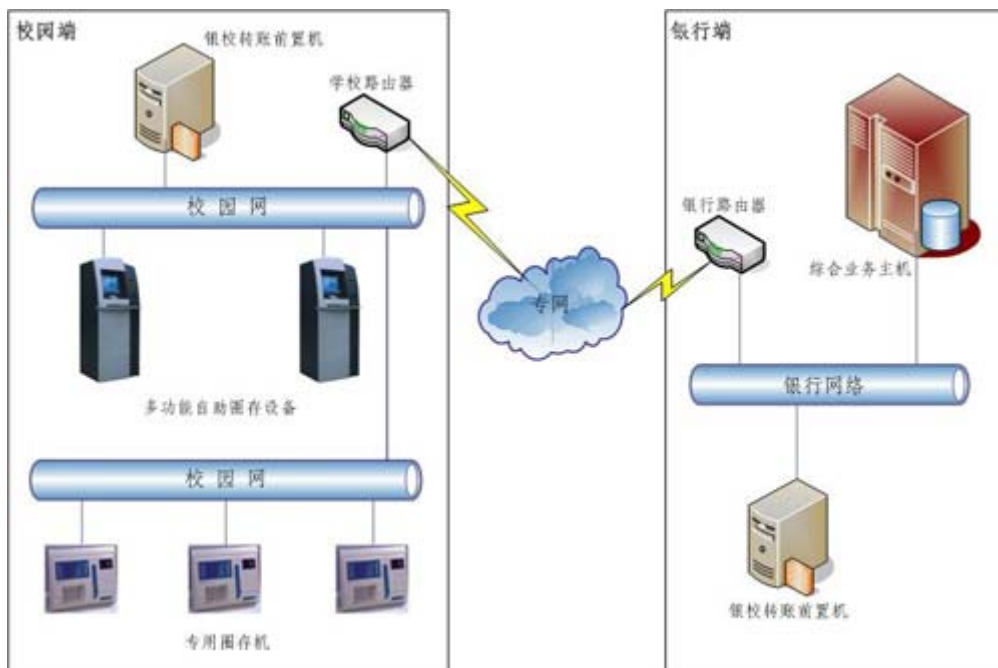 校园端
银校转账前置机
学校路由器
校园网
多功能自助圈存设备
校园网
专用圈存机
专网
银行端
银行路由器
综合业务主机
银行网络
银校转账前置机